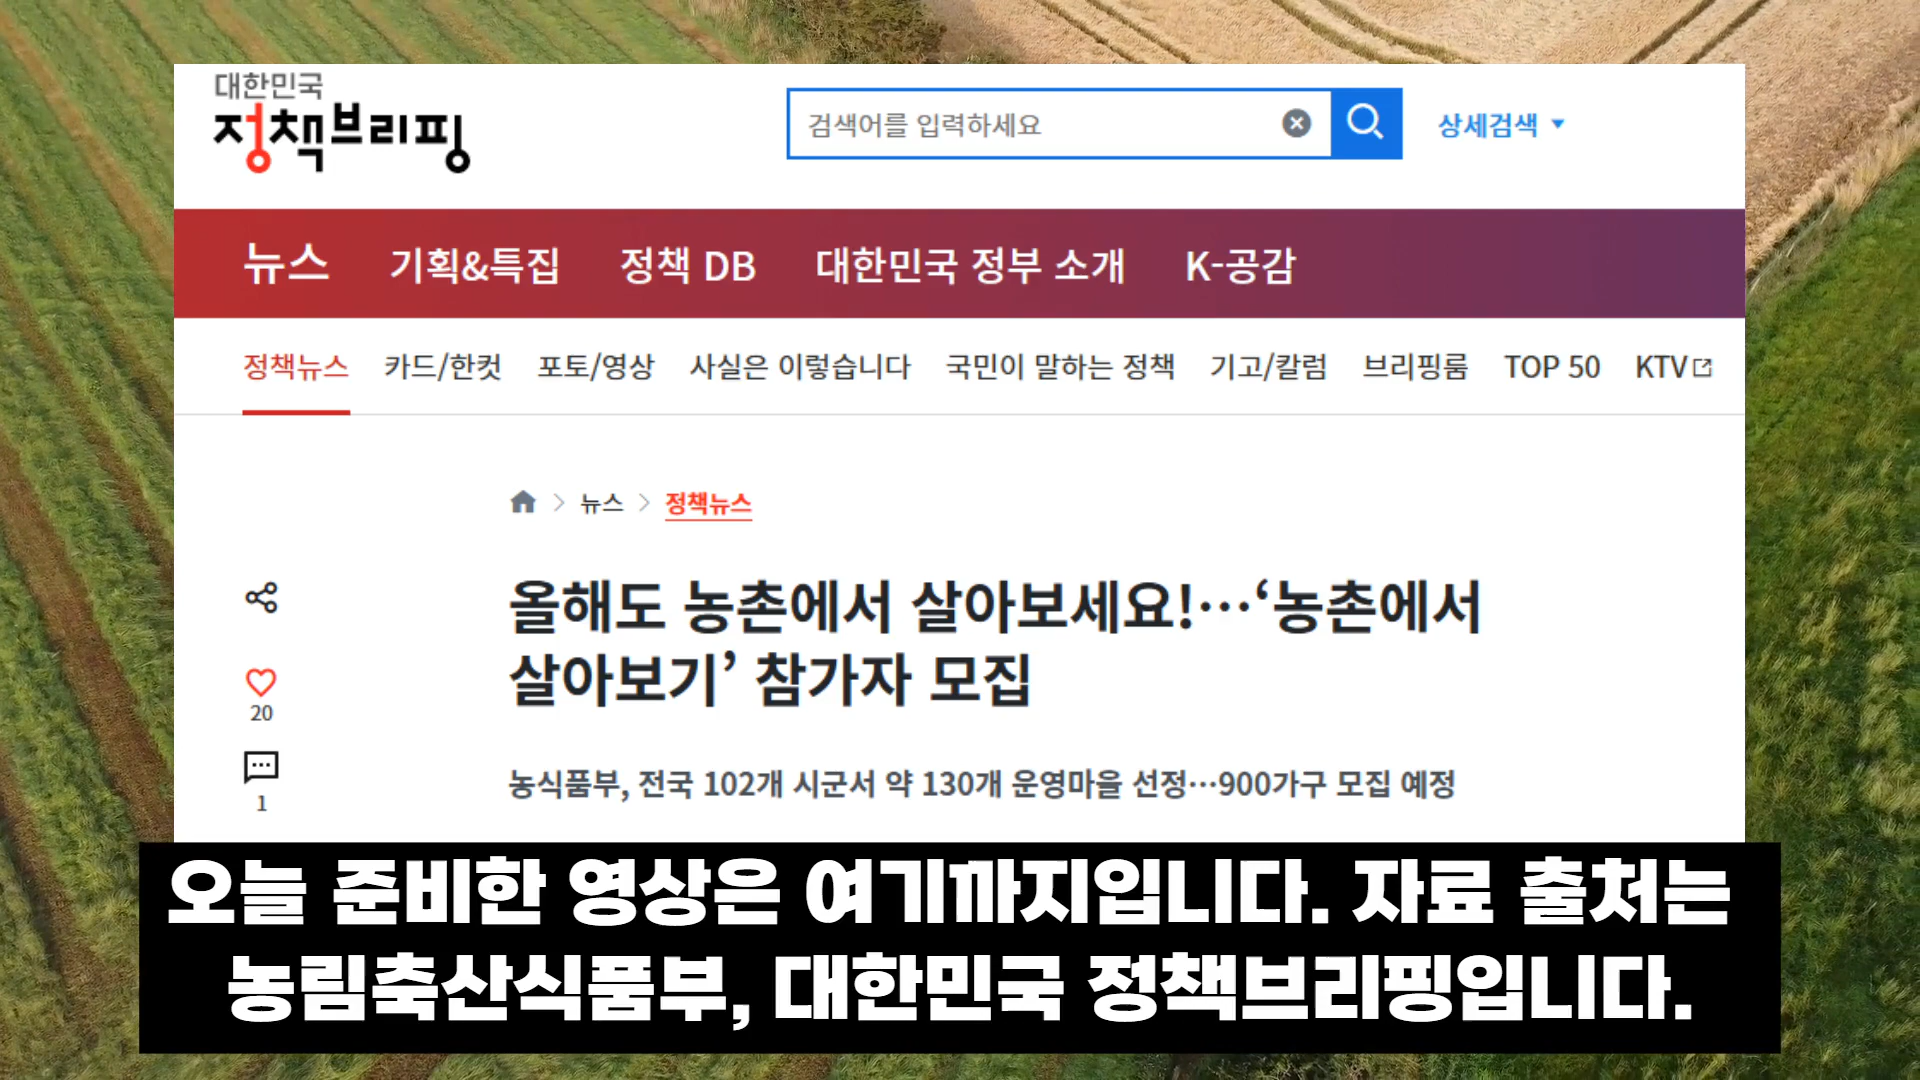 대한민국
정책브리핑
검색어를 입력하세요
상세검색
뉴스 기획&특집 정책 DB 대한민국 정부 소개 K-공감
정책뉴스 카드/한컷 포토/영상 사실은 이렇습니다 국민이 말하는 정책 기고/칼럼 브리핑룸 TOP 50 KTV
뉴스 정책뉴스
올해도 농촌에서 살아보세요!…‘농촌에서
살아보기’ 참가자 모집
20
농식품부, 전국 102개 시군서 약 130개 운영마을 선정…900가구 모집 예정
1
오늘 준비한 영상은 여기까지입니다. 자료 출처는
농림축산식품부, 대한민국 정책브리핑입니다.